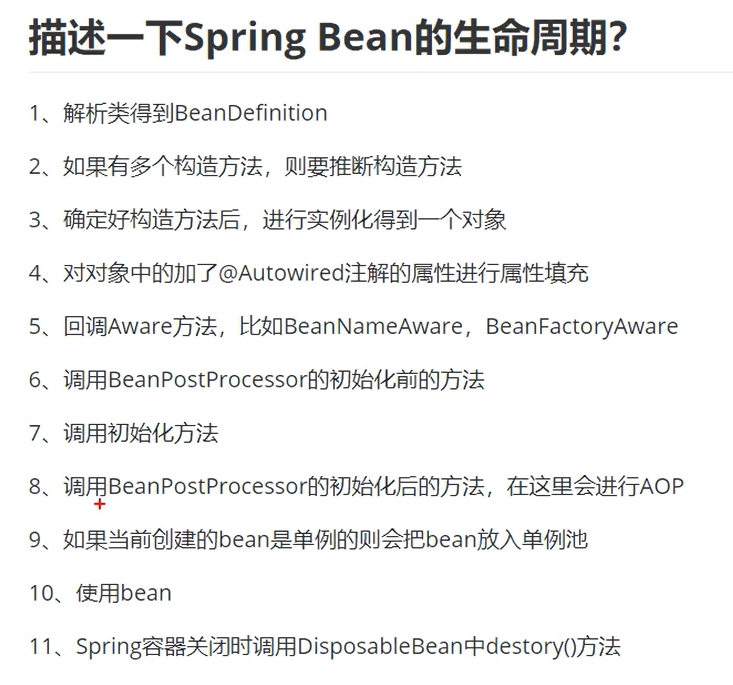 描述一下Spring Bean的生命周期？
1、解析类得到BeanDefinition
2、如果有多个构造方法，则要推断构造方法
3、确定好构造方法后，进行实例化得到一个对象
4、对对象中的加了@Autowired注解的属性进行属性填充
5、回调Aware方法，比如BeanNameAware，BeanFactoryAware
6、调用BeanPostProcessor的初始化前的方法
7、调用初始化方法
8、调用BeanPostProcessor的初始化后的方法，在这里会进行AOP
9、如果当前创建的bean是单例的则会把bean放入单例池
10、使用bean
11、Spring容器关闭时调用DisposableBean中destory()方法